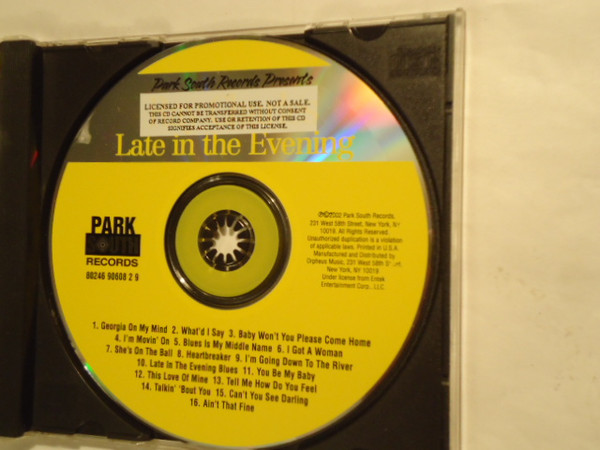 Park South Records Presents
LICENSED FOR PROMOTIONAL USE. NOT A SALE.
THIS CD CANNOT BE TRANSFERRED WITHOUT CONSENT
OF RECORD COMPANY. USE OR RETENTION OF THIS CD
SIGNIFIES ACCEPTANCE OF THIS LICENSE.
Late in the Evening
PARK
SOUTH
RECORDS
88246 90608 2 9
2002 Park South Records,
231 West 58th Street, New York, NY
10019. All Rights Reserved.
Unauthorized duplication is a violation
of applicable laws. Printed in U.S.A.
Manufactured and Distributed by
Orpheus Music, 231 West 58th
New York, NY 10019
Under license from Emak
Entertainment Corp., LLC.
1. Georgia On My Mind 2. What'd I Say 3. Baby Won't You Please Come Home
4. I'm Movin' On 5. Blues Is My Middle Name 6. I Got A Woman
7. She's On The Ball 8. Heartbreaker 9. I'm Going Down To The River
10. Late In The Evening Blues 11. You Be My Baby
12. This Love Of Mine 13. Tell Me How Do You Feel
14. Talkin' 'Bout You 15. Can't You See Darling
16. Ain't That Fine